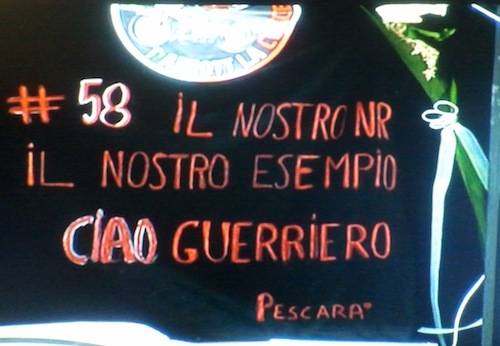 # 58 iL NOSTRO NR
iL NOSTRO ESEMPIO
CIAO GUERRiERO
PESCARA